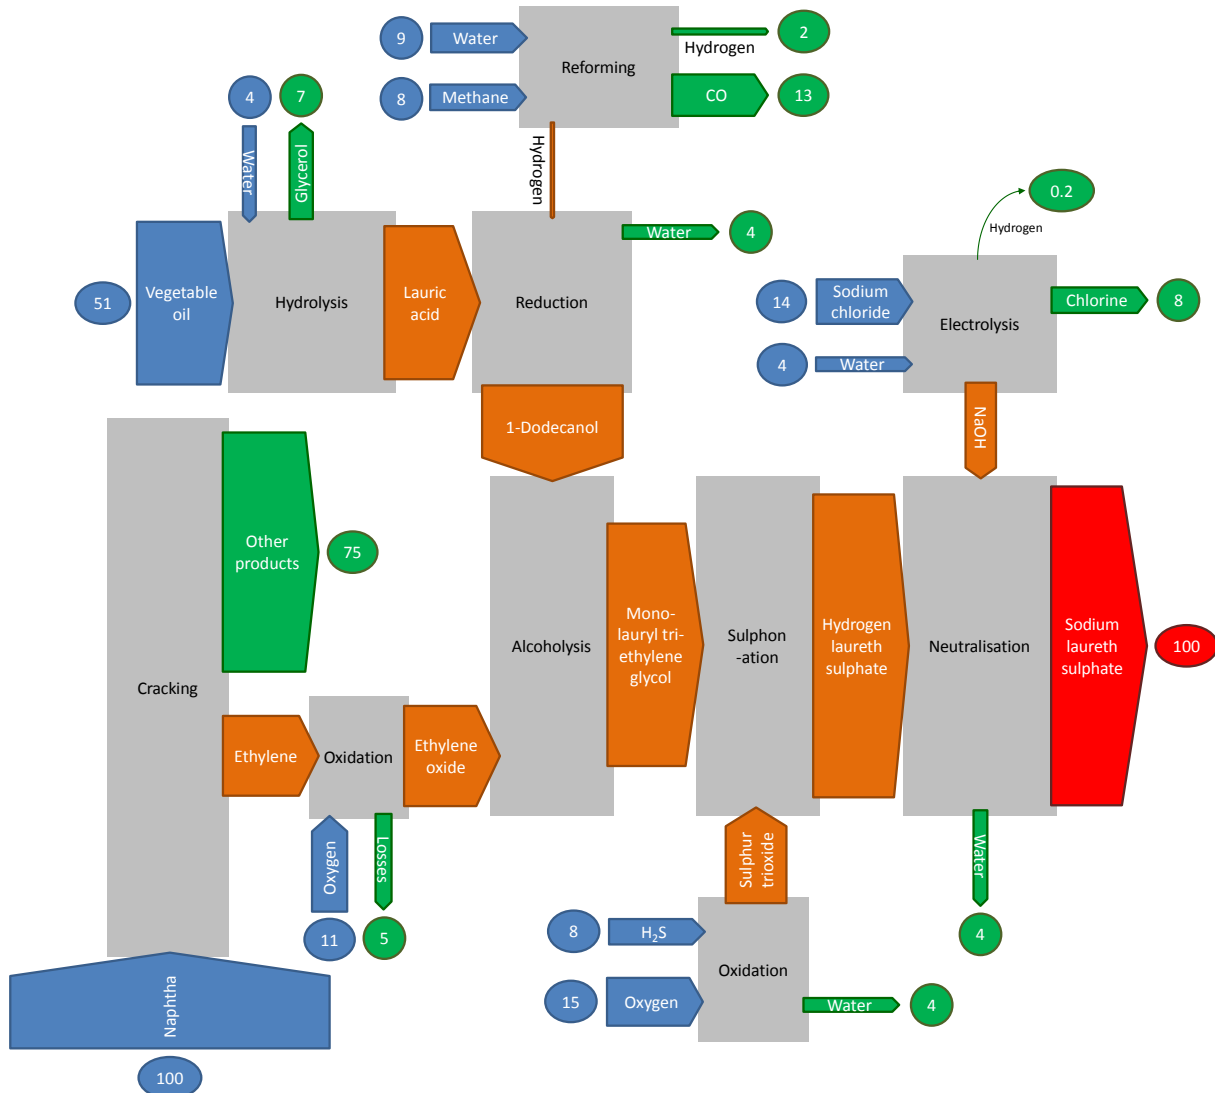 9
Water
8
Methane
Reforming
Hydrogen
2
CO
13
Hydrogen
4
Water
7
Glycerol
51
Vegetable
oil
Hydrolysis
Lauric
acid
Reduction
Water
4
0.2
Hydrogen
14
Sodium
chloride
4
Water
Electrolysis
Chlorine
8
NaOH
1-Dodecanol
Cracking
Other
products
75
Ethylene
Oxidation
Ethylene
oxide
Oxygen
11
Losses
5
Naphtha
100
Alcoholysis
Mono-
lauryl tri-
ethylene
glycol
Sulphon
-ation
Hydrogen
laureth
sulphate
Neutralisation
Sodium
laureth
sulphate
100
Water
4
Sulphur
trioxide
8
H₂S
15
Oxygen
Oxidation
Water
4